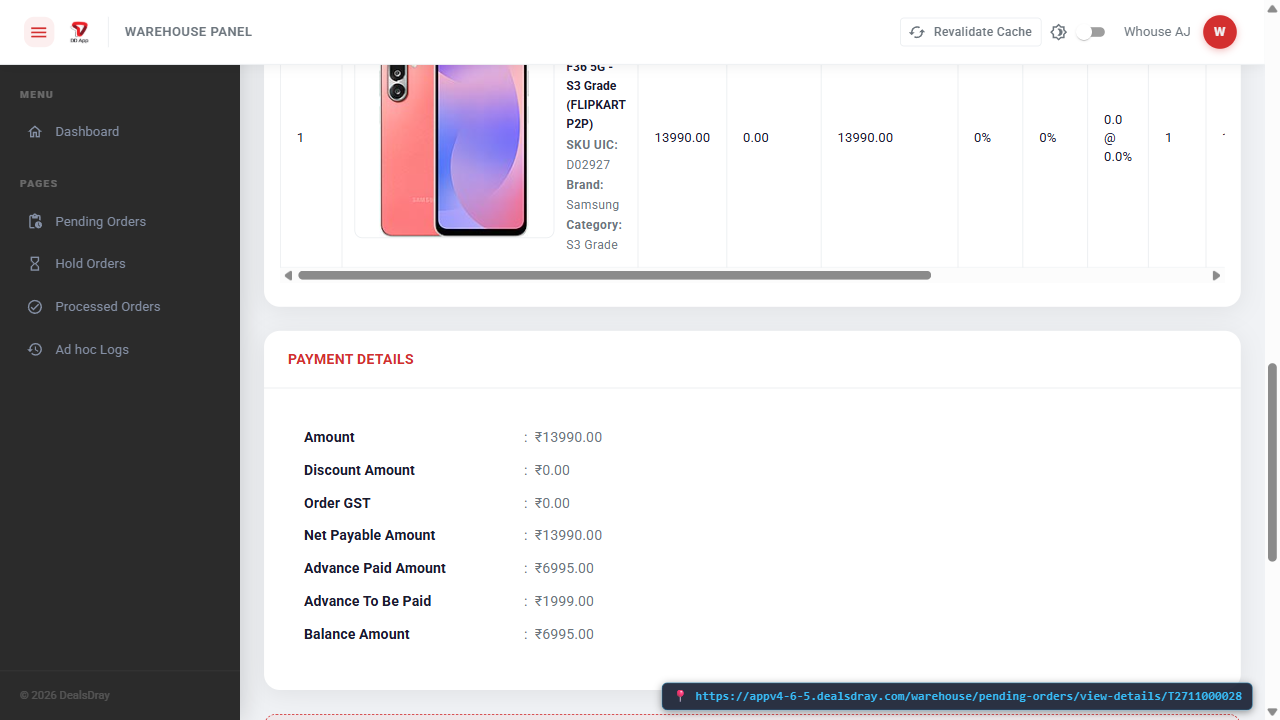 DD App
WAREHOUSE PANEL
Revalidate Cache
Whouse AJ
W
MENU
Dashboard
PAGES
Pending Orders
Hold Orders
Processed Orders
Ad hoc Logs
© 2026 DealsDray
F36 5G -
S3 Grade
(FLIPKART
P2P)
SKU UIC:
D02927
Brand:
Samsung
Category:
S3 Grade
SAMSUNG
1
13990.00
0.00
13990.00
0%
0%
0.0
@
0.0%
1
PAYMENT DETAILS
Amount : ₹13990.00
Discount Amount : ₹0.00
Order GST : ₹0.00
Net Payable Amount : ₹13990.00
Advance Paid Amount : ₹6995.00
Advance To Be Paid : ₹1999.00
Balance Amount : ₹6995.00
https://appv4-6-5.dealsdray.com/warehouse/pending-orders/view-details/T2711000028